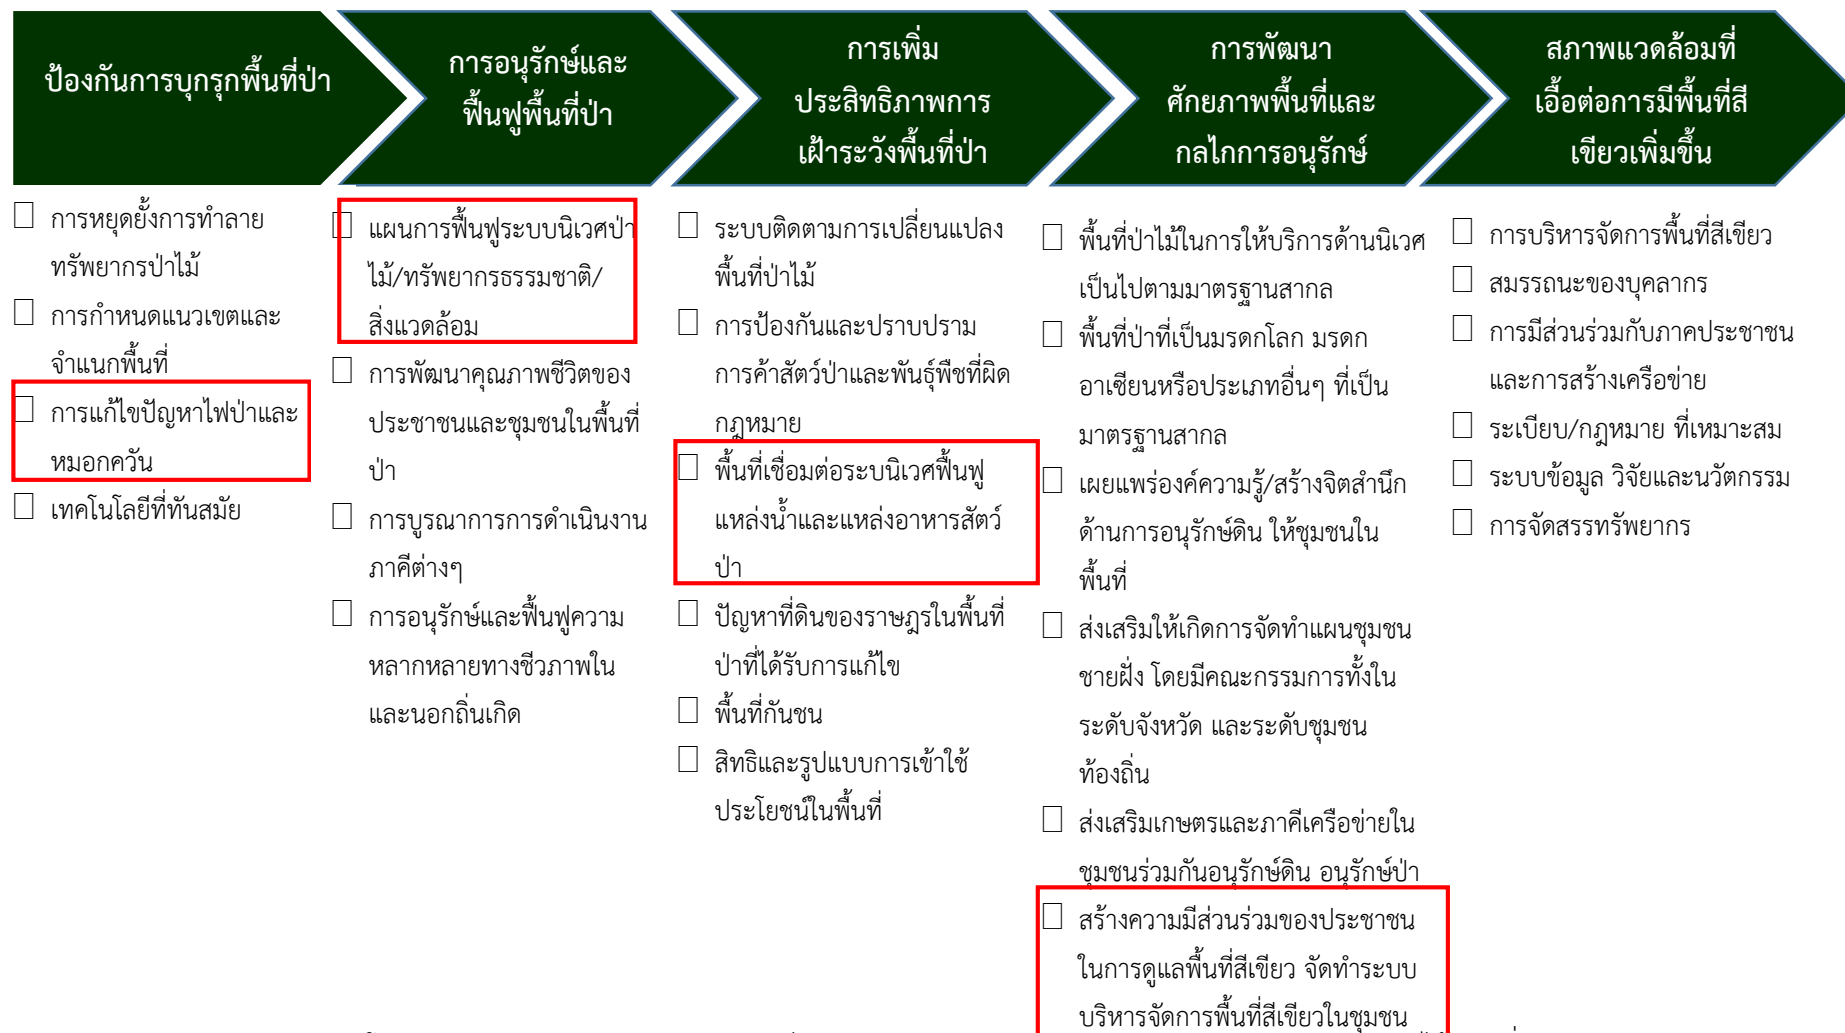 ป้องกันการบุกรุกพื้นที่ป่า
การอนุรักษ์และ
ฟื้นฟูพื้นที่ป่า
การเพิ่ม
ประสิทธิภาพการ
เฝ้าระวังพื้นที่ป่า
การพัฒนา
ศักยภาพพื้นที่และ
กลไกการอนุรักษ์
สภาพแวดล้อมที่
เอื้อต่อการมีพื้นที่สี
เขียวเพิ่มขึ้น
การหยุดยั้งการทำลาย
ทรัพยากรป่าไม้
การกำหนดแนวเขตและ
จำแนกพื้นที่
การแก้ไขปัญหาไฟป่าและ
หมอกควัน
เทคโนโลยีที่ทันสมัย
แผนการฟื้นฟูระบบนิเวศป่า
ไม้/ทรัพยากรธรรมชาติ/
สิ่งแวดล้อม
การพัฒนาคุณภาพชีวิตของ
ประชาชนและชุมชนในพื้นที่
ป่า
การบูรณาการการดำเนินงาน
ภาคีต่างๆ
การอนุรักษ์และฟื้นฟูความ
หลากหลายทางชีวภาพใน
และนอกถิ่นเกิด
ระบบติดตามการเปลี่ยนแปลง
พื้นที่ป่าไม้
การป้องกันและปราบปราม
การค้าสัตว์ป่าและพันธุ์พืชที่ผิด
กฎหมาย
พื้นที่เชื่อมต่อระบนิเวศฟื้นฟู
แหล่งน้ำและแหล่งอาหารสัตว์
ป่า
ปัญหาที่ดินของราษฎรในพื้นที่
ป่าที่ได้รับการแก้ไข
พื้นที่กันชน
สิทธิและรูปแบบการเข้าใช้
ประโยชน์ในพื้นที่
พื้นที่ป่าไม้ในการให้บริการด้านนิเวศ
เป็นไปตามมาตรฐานสากล
พื้นที่ป่าที่เป็นมรดกโลก มรดก
อาเซียนหรือประเภทอื่นๆ ที่เป็น
มาตรฐานสากล
เผยแพร่องค์ความรู้/สร้างจิตสำนึก
ด้านการอนุรักษ์ดิน ให้ชุมชนใน
พื้นที่
ส่งเสริมให้เกิดการจัดทำแผนชุมชน
ชายฝั่ง โดยมีคณะกรรมการทั้งใน
ระดับจังหวัด และระดับชุมชน
ท้องถิ่น
ส่งเสริมเกษตรและภาคีเครือข่ายใน
ชุมชนร่วมกันอนุรักษ์ดิน อนุรักษ์ป่า
สร้างความมีส่วนร่วมของประชาชน
ในการดูแลพื้นที่สีเขียว จัดทำระบบ
บริหารจัดการพื้นที่สีเขียวในชุมชน
การบริหารจัดการพื้นที่สีเขียว
สมรรถนะของบุคลากร
การมีส่วนร่วมกับภาคประชาชน
และการสร้างเครือข่าย
ระเบียบ/กฎหมาย ที่เหมาะสม
ระบบข้อมูล วิจัยและนวัตกรรม
การจัดสรรทรัพยากร